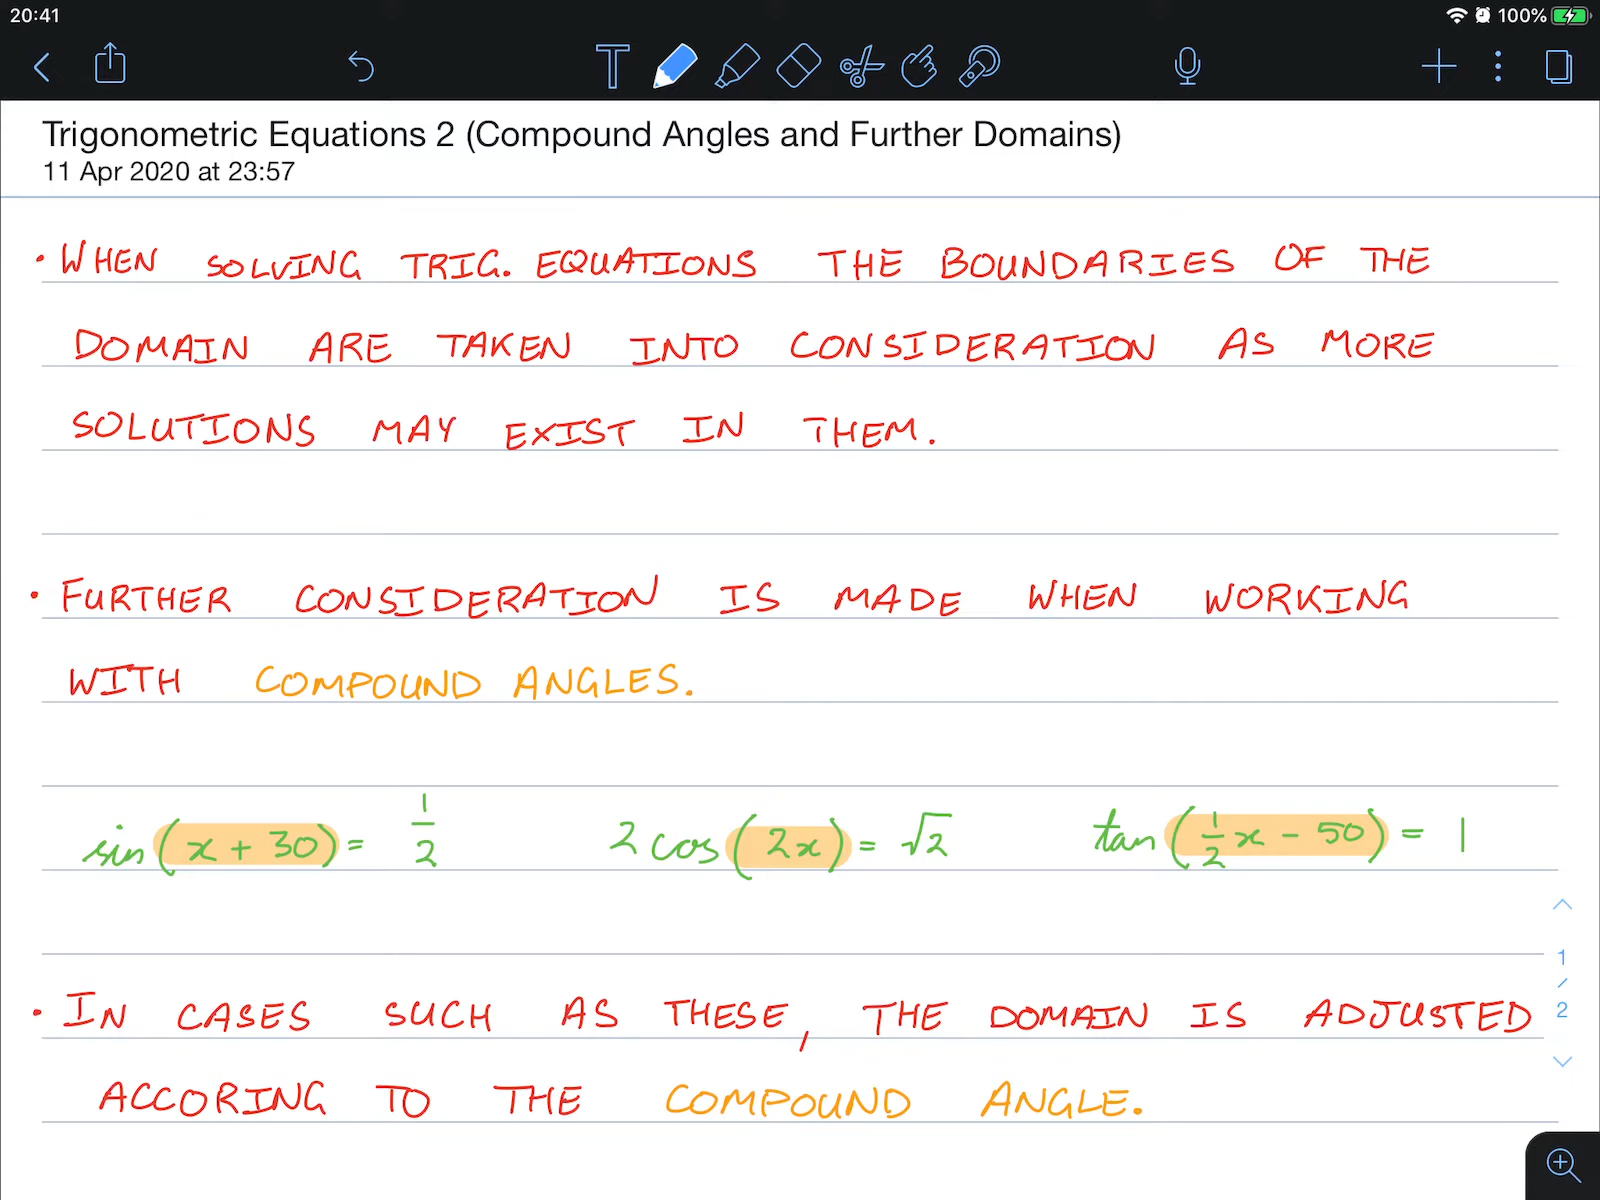 20:41
100%
Trigonometric Equations 2 (Compound Angles and Further Domains)
11 Apr 2020 at 23:57
• WHEN SOLVING TRIG. EQUATIONS THE BOUNDARIES OF THE
DOMAIN ARE TAKEN INTO CONSIDERATION AS MORE
SOLUTIONS MAY EXIST IN THEM.
• FURTHER CONSIDERATION IS MADE WHEN WORKING
WITH COMPOUND ANGLES.
sin(x + 30) = 1/2    2cos(2x) = √2    tan(1/2x - 50) = 1
• IN CASES SUCH AS THESE, THE DOMAIN IS ADJUSTED
ACCORING TO THE COMPOUND ANGLE.
1/2